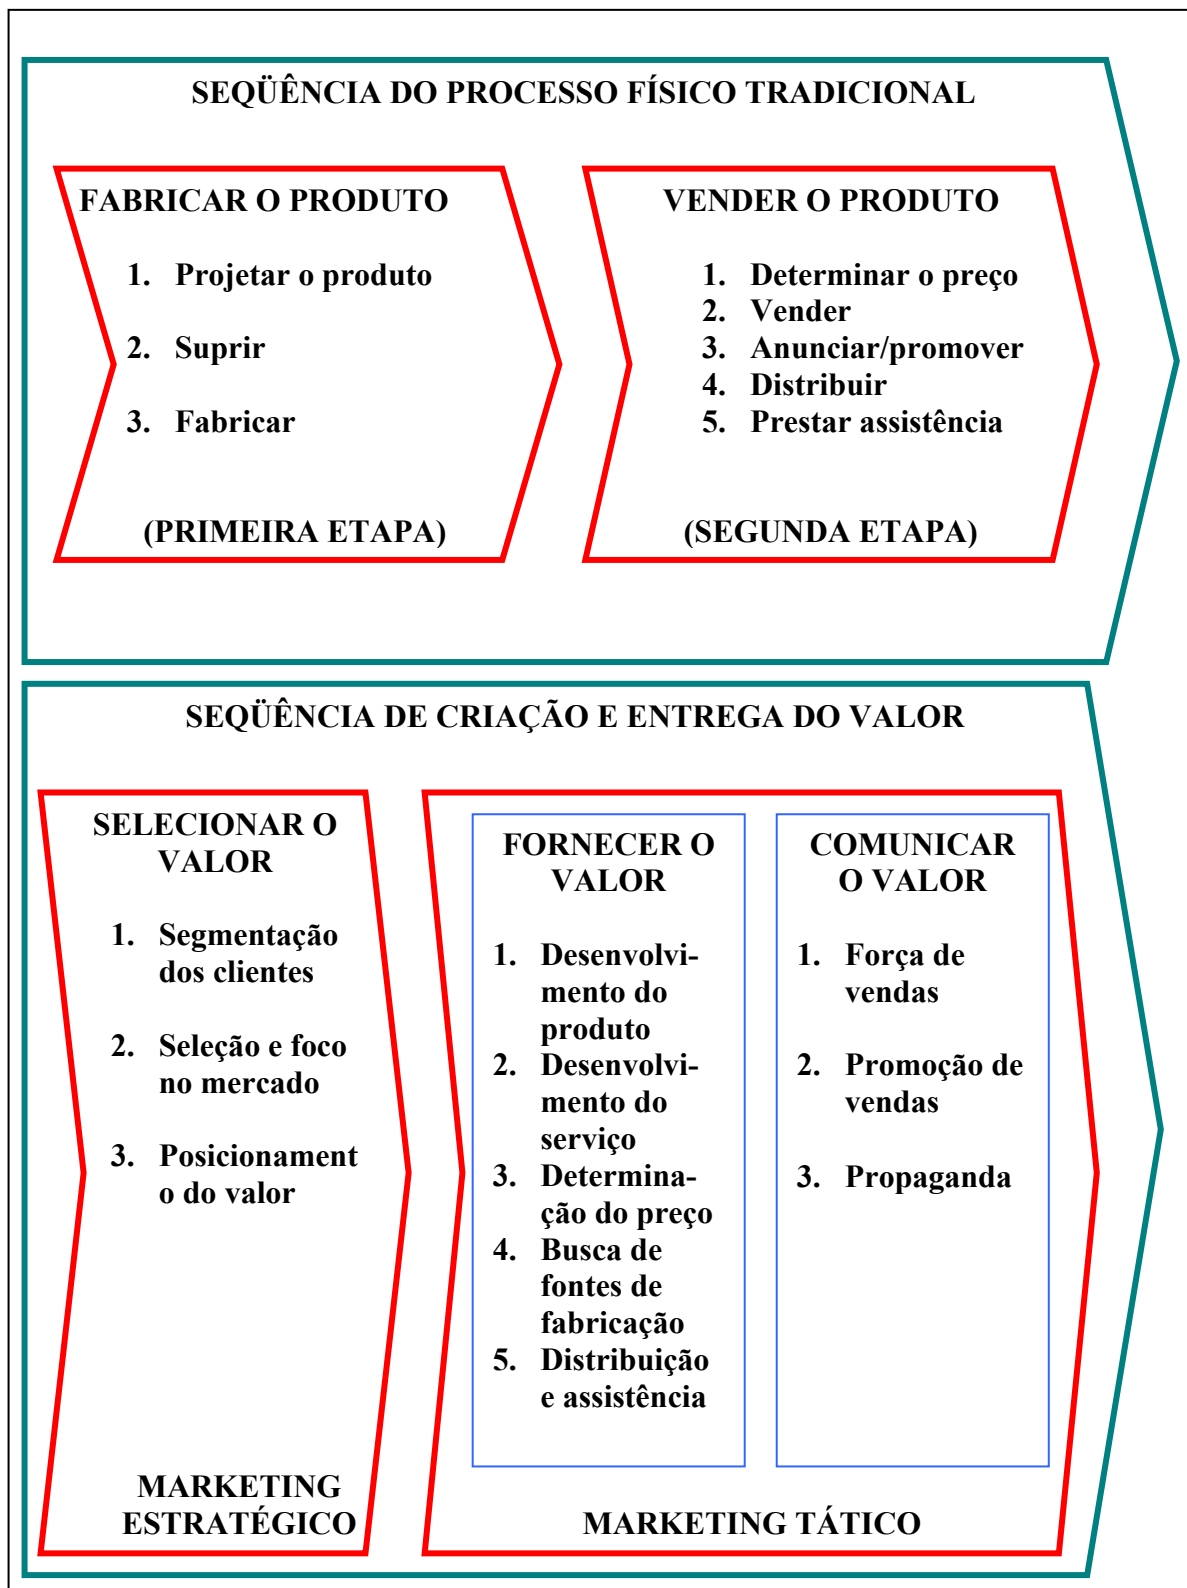 SEQÜÊNCIA DO PROCESSO FÍSICO TRADICIONAL
FABRICAR O PRODUTO
1. Projetar o produto
2. Suprir
3. Fabricar
(PRIMEIRA ETAPA)
VENDER O PRODUTO
1. Determinar o preço
2. Vender
3. Anunciar/promover
4. Distribuir
5. Prestar assistência
(SEGUNDA ETAPA)
SEQÜÊNCIA DE CRIAÇÃO E ENTREGA DO VALOR
SELECIONAR O
VALOR
1. Segmentação
dos clientes
2. Seleção e foco
no mercado
3. Posicionament
o do valor
MARKETING
ESTRATÉGICO
FORNECER O
VALOR
1. Desenvolvi-
mento do
produto
2. Desenvolvi-
mento do
serviço
3. Determina-
ção do preço
4. Busca de
fontes de
fabricação
5. Distribuição
e assistência
COMUNICAR
O VALOR
1. Força de
vendas
2. Promoção de
vendas
3. Propaganda
MARKETING TÁTICO